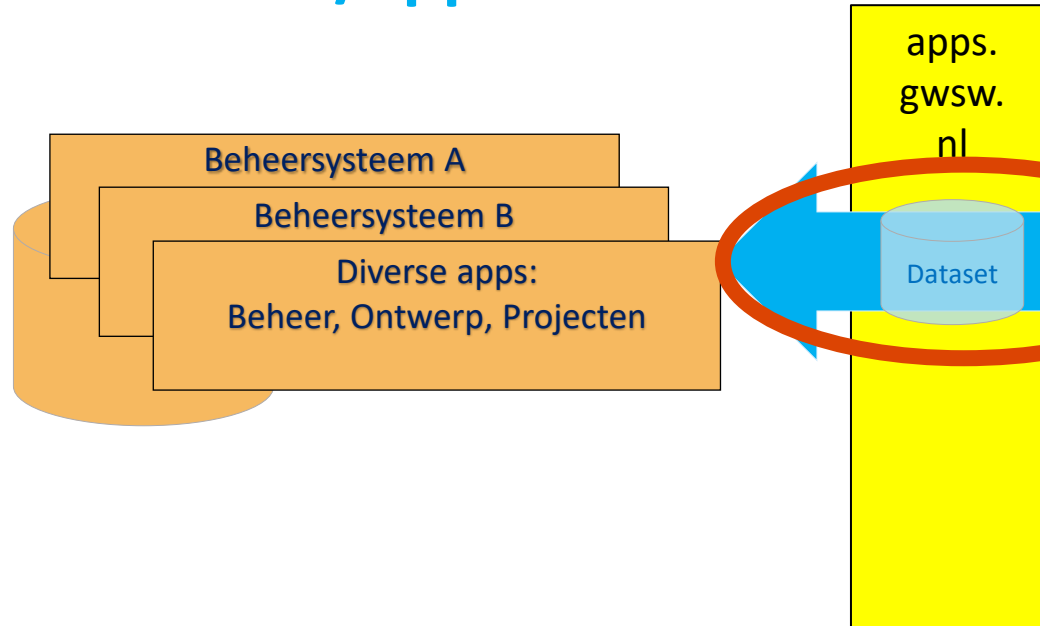 apps.
gwsw.
nl
Beheersysteem A
Beheersysteem B
Diverse apps:
Beheer, Ontwerp, Projecten
Dataset